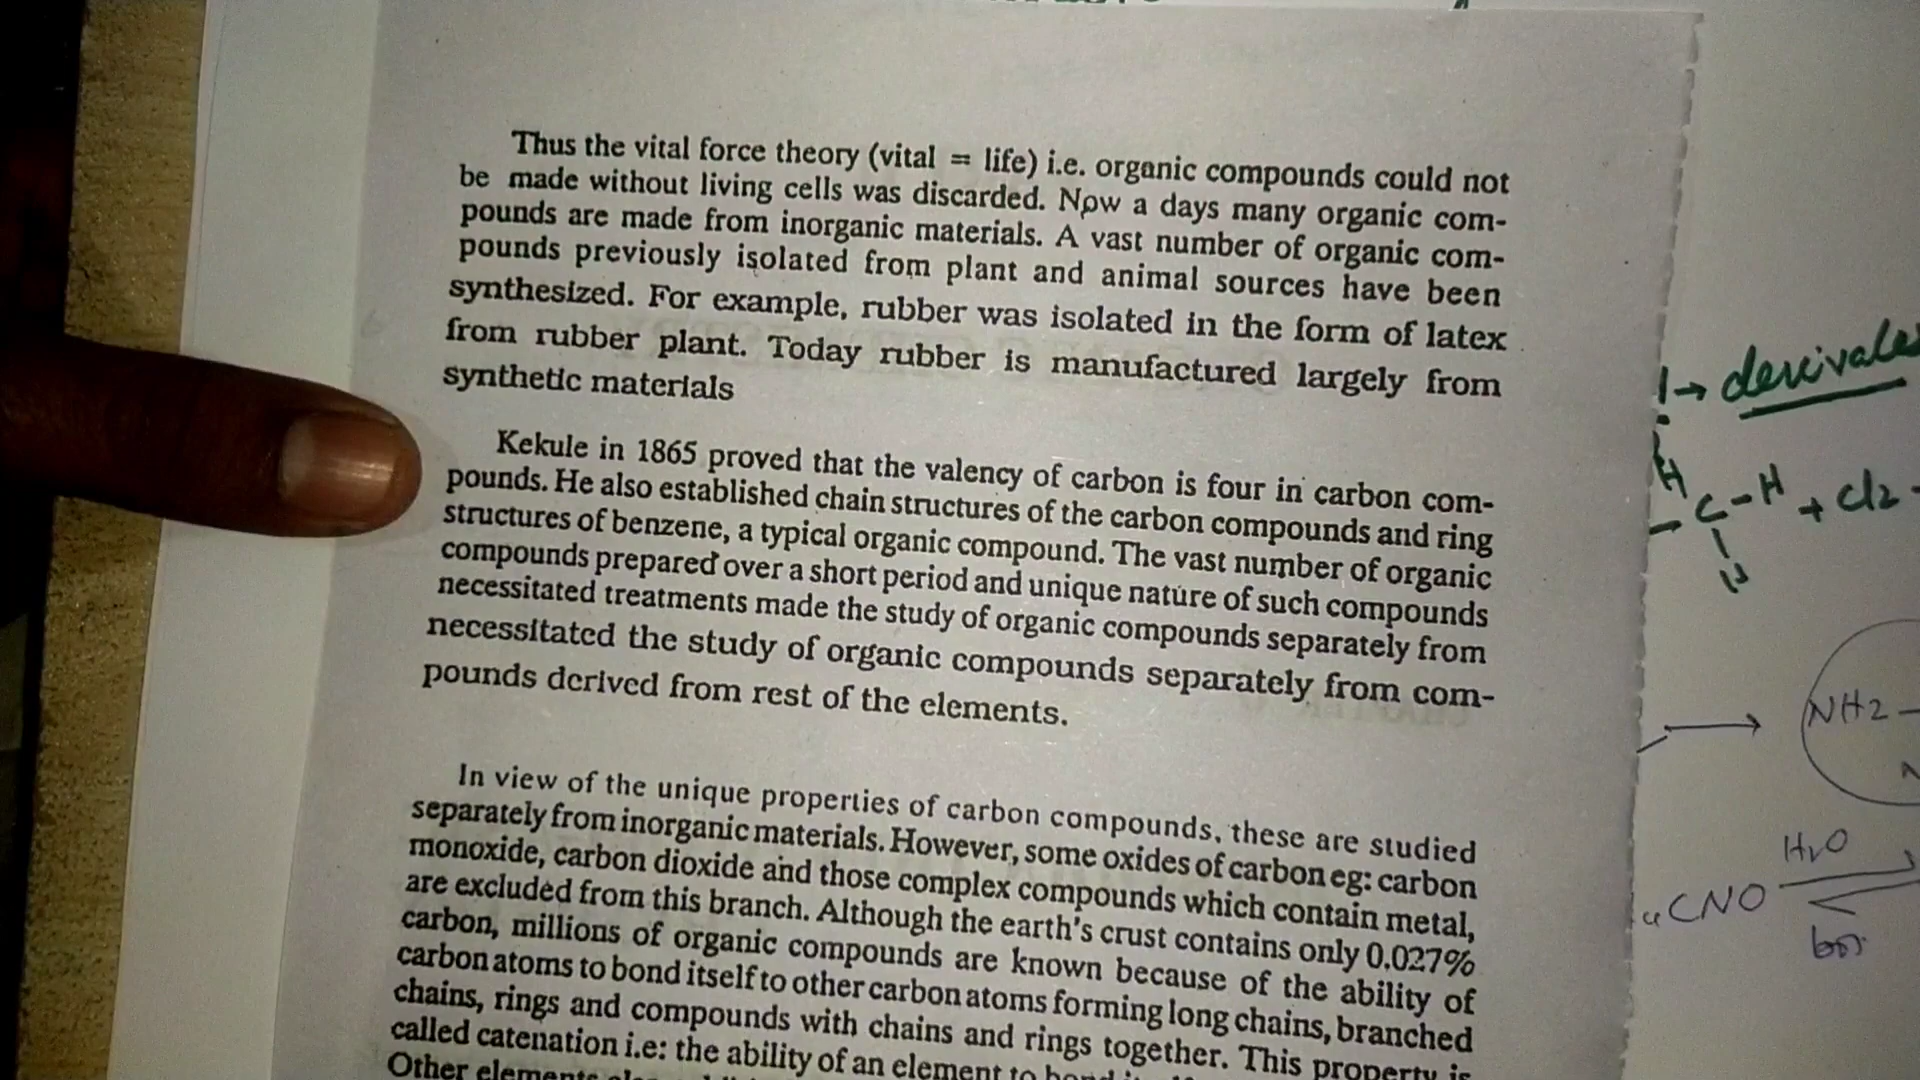 Thus the vital force theory (vital = life) i.e. organic compounds could not
be made without living cells was discarded. Now a days many organic com-
pounds are made from inorganic materials. A vast number of organic com-
pounds previously isolated from plant and animal sources have been
synthesized. For example, rubber was isolated in the form of latex
from rubber plant. Today rubber is manufactured largely from
synthetic materials
Kekule in 1865 proved that the valency of carbon is four in carbon com-
pounds. He also established chain structures of the carbon compounds and ring
structures of benzene, a typical organic compound. The vast number of organic
compounds prepared over a short period and unique nature of such compounds
necessitated treatments made the study of organic compounds separately from
necessitated the study of organic compounds separately from com-
pounds derived from rest of the elements.
In view of the unique properties of carbon compounds, these are studied
separately from inorganic materials. However, some oxides of carbon eg: carbon
monoxide, carbon dioxide and those complex compounds which contain metal,
are excluded from this branch. Although the earth's crust contains only 0.027%
carbon, millions of organic compounds are known because of the ability of
carbon atoms to bond itself to other carbon atoms forming long chains, branched
chains, rings and compounds with chains and rings together. This property is
called catenation i.e: the ability of an element to bond
Other elements
H
C-H + Cl2
NH2
H2O
CNO